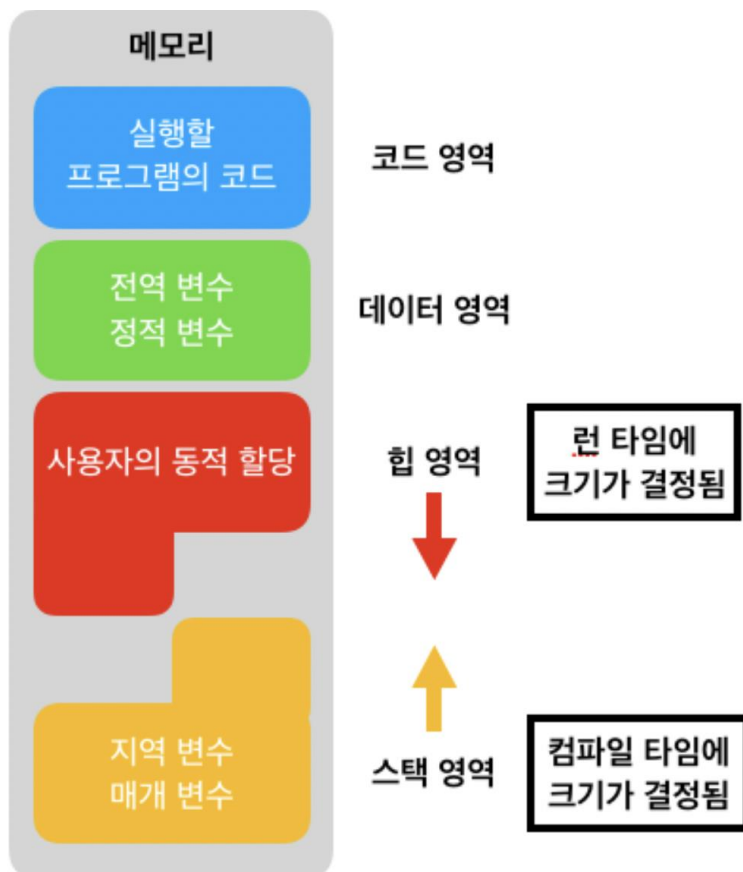 메모리
실행할
프로그램의 코드
코드 영역
전역 변수
정적 변수
데이터 영역
사용자의 동적 할당
힙 영역
런 타임에
크기가 결정됨
지역 변수
매개 변수
스택 영역
컴파일 타임에
크기가 결정됨